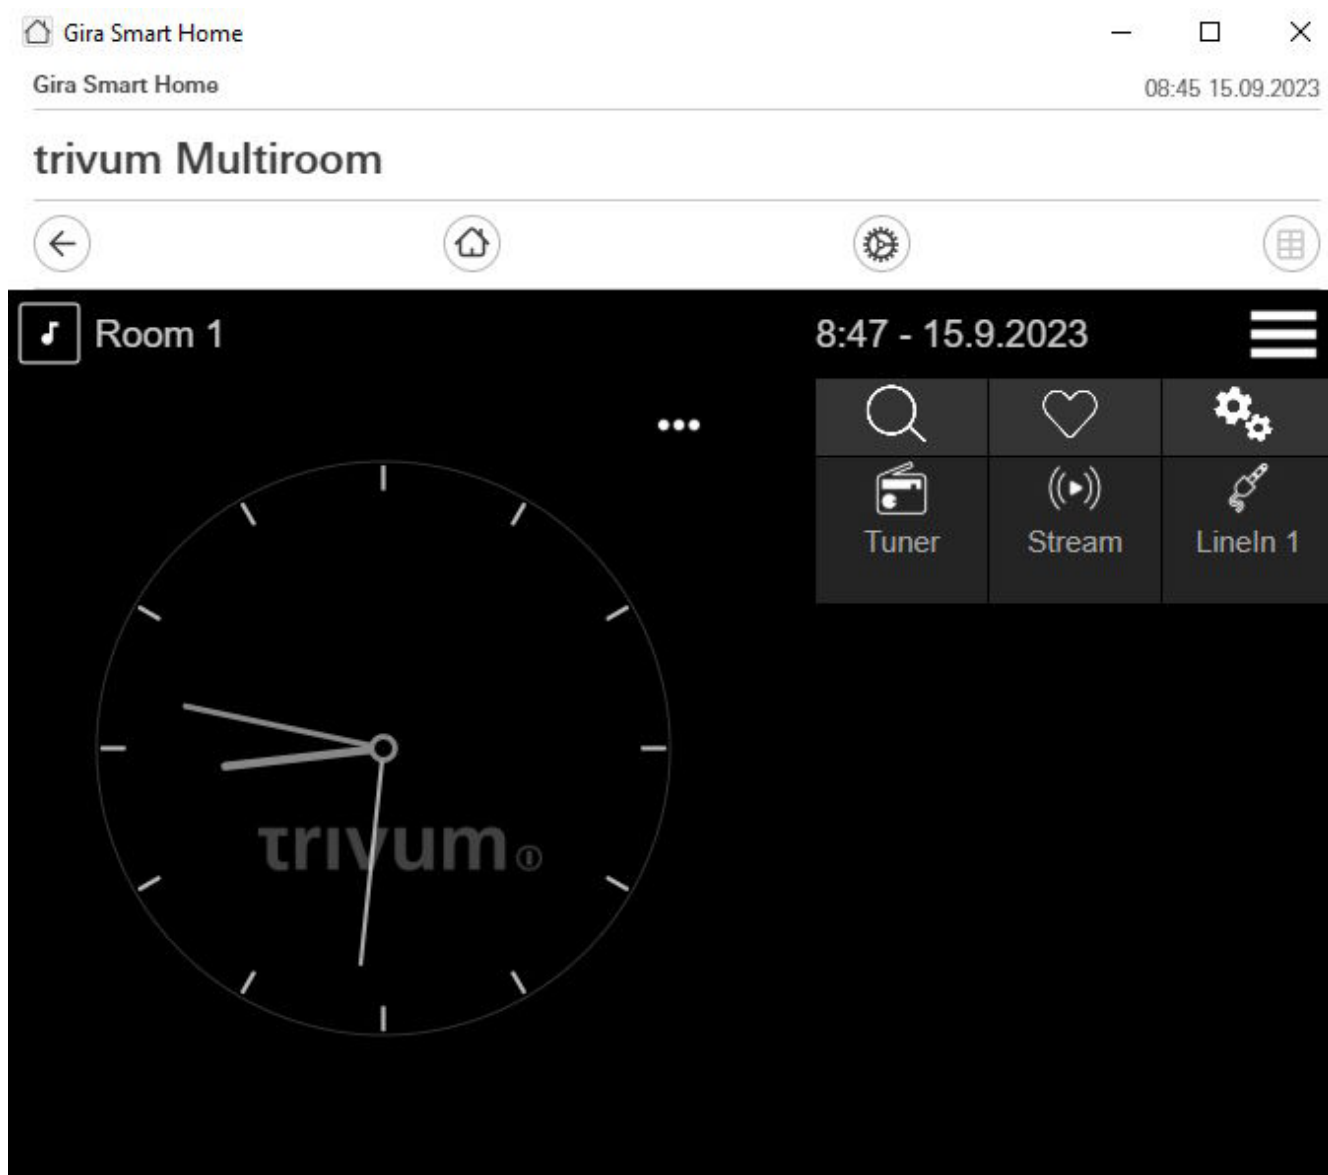 Gira Smart Home
Gira Smart Home 08:45 15.09.2023
trivum Multiroom
Room 1 8:47 - 15.9.2023
Tuner Stream LineIn 1
trivum